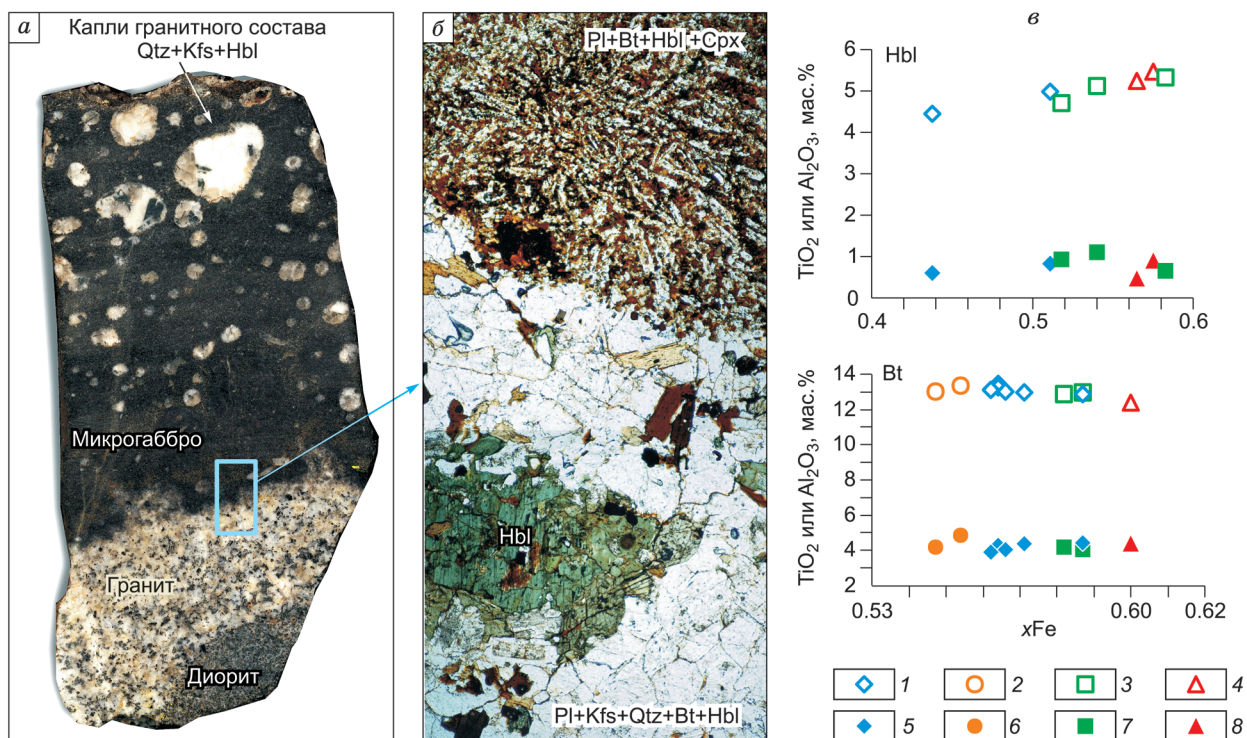 а
Капли гранитного состава
Qtz+Kfs+Hbl
Микрогаббро
Гранит
Диорит
б
Pl+Bt+Hbl +Cpx
Hbl
Pl+Kfs+Qtz+Bt+Hbl
в
Hbl
TiO₂ или Al₂O₃, мас.%
6
5
4
3
2
1
0
0.4
0.5
0.6
Bt
TiO₂ или Al₂O₃, мас.%
14
12
10
8
6
4
2
0.53
0.60
0.62
xFe
1
2
3
4
5
6
7
8